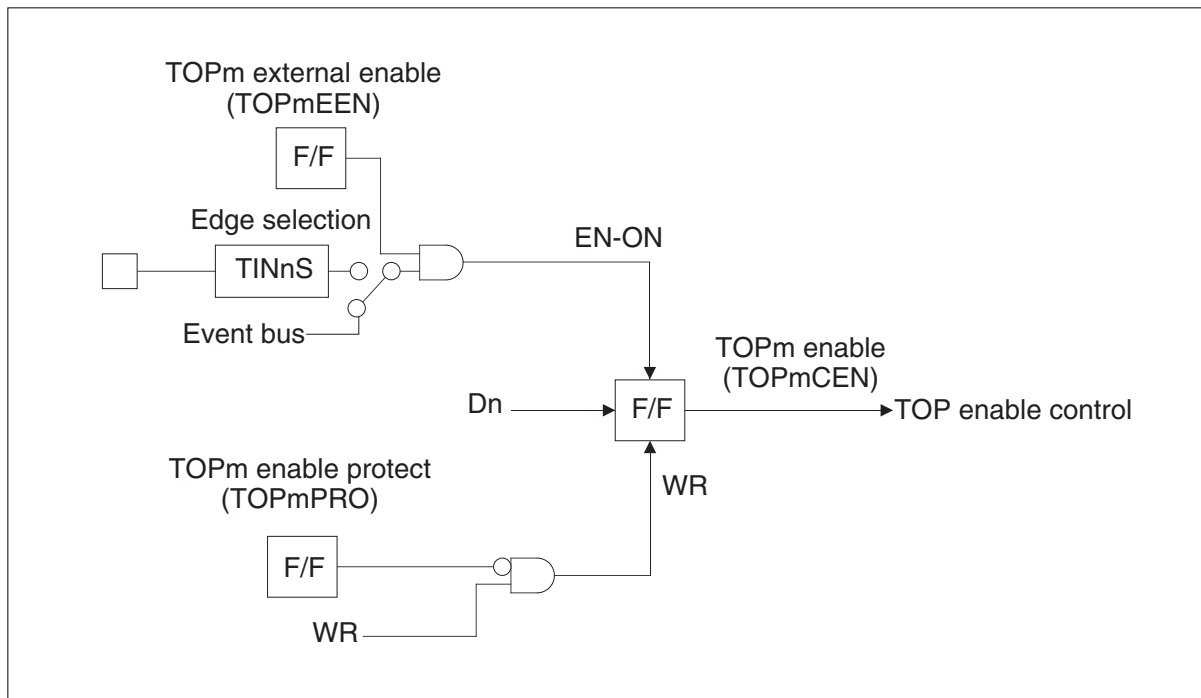 TOPm external enable
(TOPmEEN)
F/F
Edge selection
TINnS
Event bus
EN-ON
TOPm enable
(TOPmCEN)
Dn
F/F
TOP enable control
TOPm enable protect
(TOPmPRO)
WR
F/F
WR